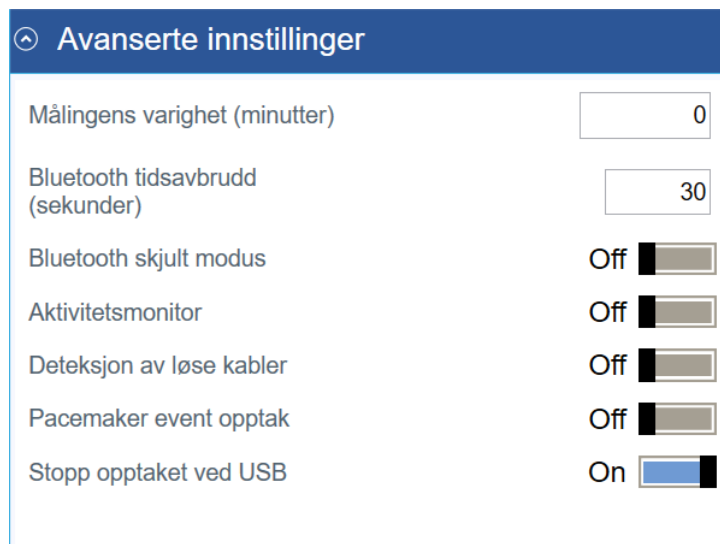 Avanserte innstillinger
Målingens varighet (minutter) 0
Bluetooth tidsavbrudd
(sekunder) 30
Bluetooth skjult modus Off
Aktivitetsmonitor Off
Deteksjon av løse kabler Off
Pacemaker event opptak Off
Stopp opptaket ved USB On